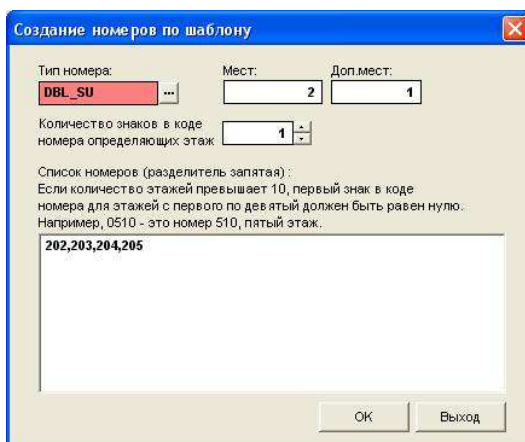 Создание номеров по шаблону
Тип номера: Мест: Доп.мест:
DBL_SU ... 2 1
Количество знаков в коде
номера определяющих этаж 1
Список номеров (разделитель запятая) :
Если количество этажей превышает 10, первый знак в коде
номера для этажей с первого по девятый должен быть равен нулю.
Например, 0510 - это номер 510, пятый этаж.
202,203,204,205
ОК Выход